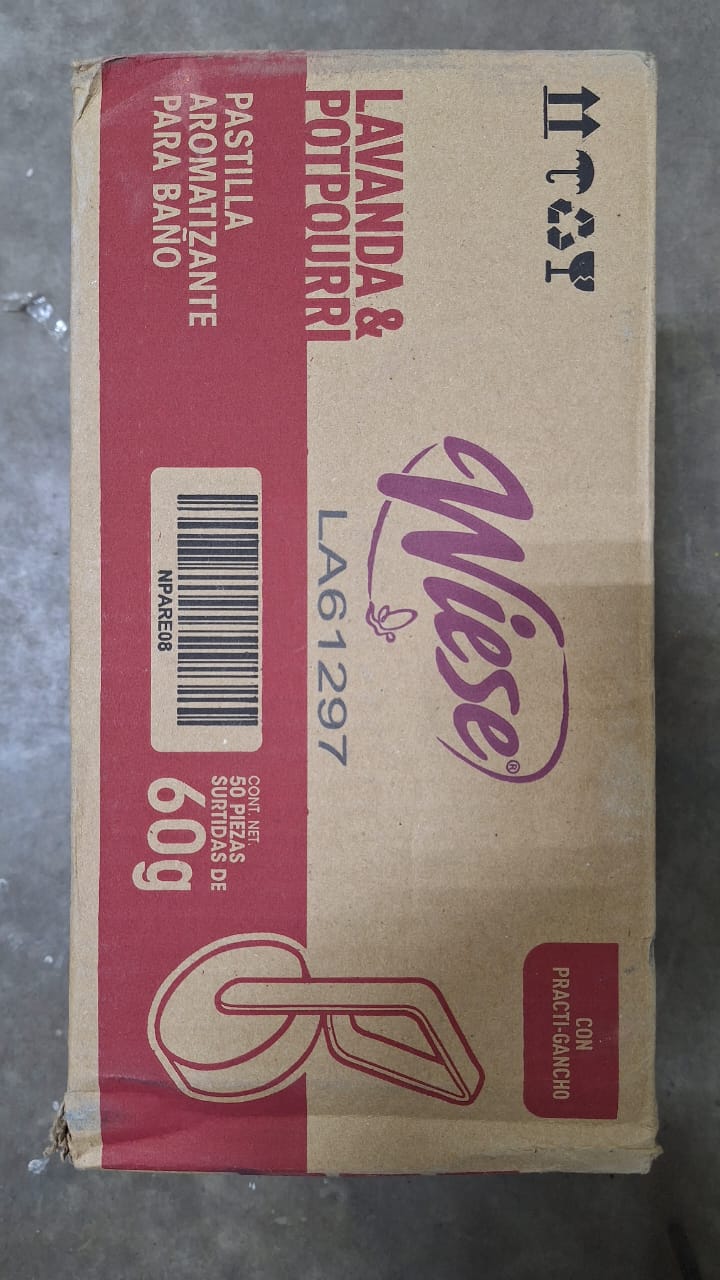 LAVANDA &
POTPOURRI
PASTILLA
AROMATIZANTE
PARA BAÑO
Wiese®
LA61297
NPARE08
CONT. NET.
50 PIEZAS
SURTIDAS DE
60g
CON
PRACTI-GANCHO